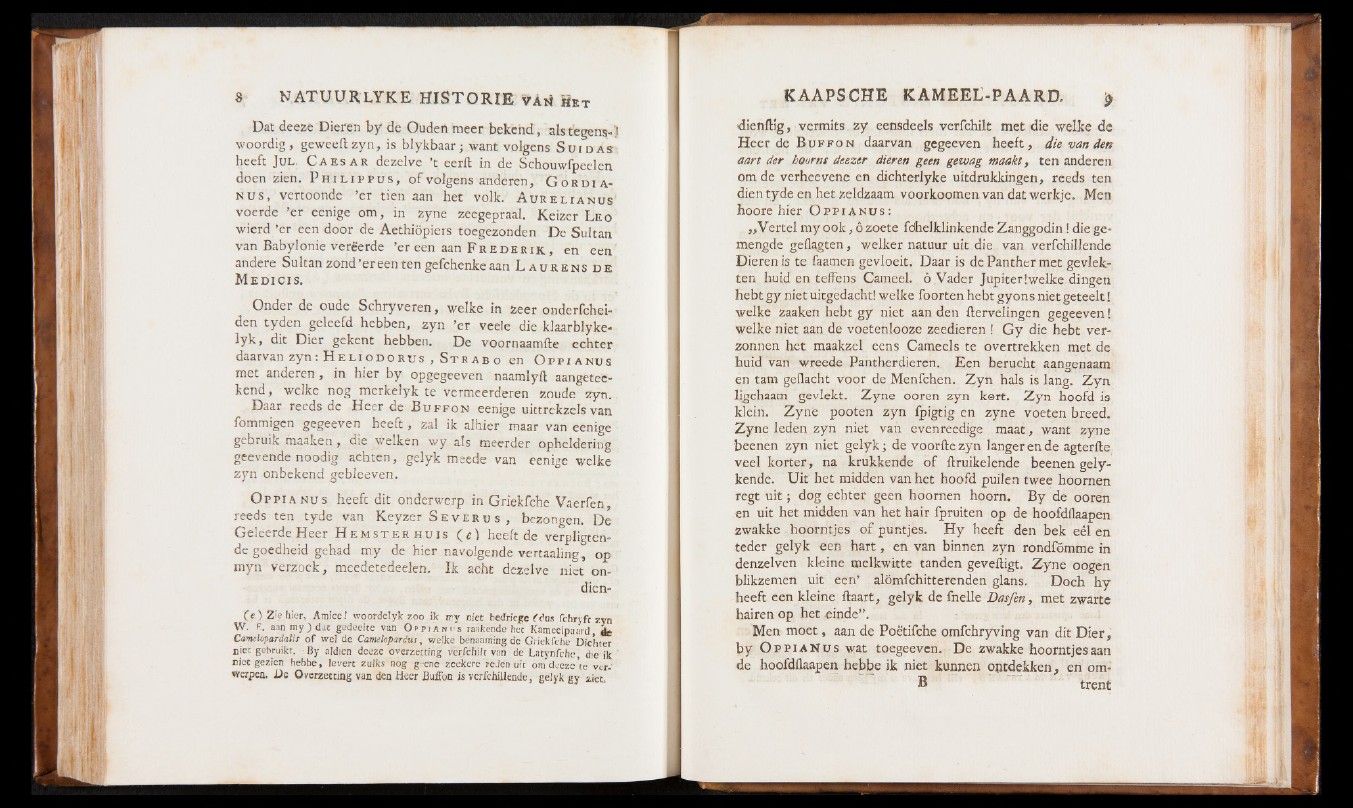 8 NATUURLYKE HISTORIE VAN HET
Dat deeze Dieren by de Ouden meer bekend, als tegens-
woordig, geweeſt zyn, is blykbaar; want volgens SUIDAS
heeft JUL. CAESAR dezelve 't eerſt in de Schouwſpeelen
doen zien. PHILIPPUS, of volgens anderen, GORDIA-
NUS, vertoonde 'er tien aan het volk. AURELIANUS
voerde 'er eenige om, in zyne zeegepraal. Keizer LEO
wierd 'er een door de Aethiöpiers toegezonden De Sultan
van Babylonie veréerde 'er een aan FREDERIK, en een
andere Sultan zond 'er een ten geſchenke aan LAURENS DE
MEDICIS.
Onder de oude Schryveren, welke in zeer onderſchei-
den tyden geleefd hebben, zyn 'er veele die klaarblyke-
lyk, dit Dier gekent hebben. De voornaamſte echter
daarvan zyn: HELIODORUS, STRABO en OPPIANUS
met anderen, in hier by opgegeeven naamlyſt aangetee-
kend, welke nog merkelyk te vermeerderen zoude zyn.
Daar reeds de Heer de BUFFON eenige uittrekzels van
ſommigen gegeeven heeft, zal ik alhier maar van eenige
gebruik maaken, die welken wy als meerder opheldering
geevende noodig achten, gelyk meede van eenige welke
zyn onbekend gebleeven.
OPPIANUS heeft dit onderwerp in Griekſche Vaerſen,
reeds ten tyde van Keyzer SEVERUS, bezongen. De
Geleerde Heer HEMSTERHUIS (e) heeft de verpligten-
de goedheid gehad my de hier navolgende vertaaling, op
myn verzoek, meedetedeelen. Ik acht dezelve niet on-
dien-
(e) Zie hier, Amice! woordelyk zoo ik my niet bedriege (dus ſchryft zyn
W. E. aan my) dat gedeelte van OPPIANUS raakende het Kameelpaard, de
Camelopardalis of wel de Camelopardus, welke benaaming de Griekſche Dichter
niet gebruikt. By aldien deeze overzetting verſchilt van de Latynſche, die ik
niet gezien hebbe, levert zulks nog geene zeekere reden uit om deeze te ver-
werpen. De Overzetting van den Heer Buffon is verſchillende, gelyk gy ziet.
KAAPSCHE KAMEEL-PAARD. 9
dienſtig, vermits zy eensdeels verſchilt met die welke de
Heer de BUFFON daarvan gegeeven heeft, die van den
aart der hoorns deezer dieren geen gewag maakt, ten anderen
om de verheevene en dichterlyke uitdrukkingen, reeds ten
dien tyde en het zeldzaam voorkoomen van dat werkje. Men
hoore hier OPPIANUS:
„Vertel my ook, ô zoete ſchelklinkende Zanggodin! die ge-
mengde geſlagten, welker natuur uit die van verſchillende
Dieren is te ſaamen gevloeit. Daar is de Panther met gevlek-
ten huid en teffens Cameel. ô Vader Jupiter! welke dingen
hebt gy niet uitgedacht! welke ſoorten hebt gy ons niet geteelt!
welke zaaken hebt gy niet aan den ſtervelingen gegeeven!
welke niet aan de voetenlooze zeedieren! Gy die hebt ver-
zonnen het maakzel eens Cameels te overtrekken met de
huid van wreede Pantherdieren. Een berucht aangenaam
en tam geſlacht voor de Menſchen. Zyn hals is lang. Zyn
ligchaam gevlekt. Zyne ooren zyn kort. Zyn hoofd is
klein. Zyne pooten zyn ſpigtig en zyne voeten breed.
Zyne leden zyn niet van evenreedige maat, want zyne
beenen zyn niet gelyk; de voorſte zyn langer en de agterſte
veel korter, na krukkende of ſtruikelende beenen gely-
kende. Uit het midden van het hoofd puilen twee hoornen
regt uit; dog echter geen hoornen hoorn. By de ooren
en uit het midden van het hair ſpruiten op de hoofdſlaapen
zwakke hoorntjes of puntjes. Hy heeft den bek eêl en
teder gelyk een hart, en van binnen zyn rondſömme in
denzelven kleine melkwitte tanden geveſtigt. Zyne oogen
blikzemen uit een' alömſchitterenden glans. Doch hy
heeft een kleine ſtaart, gelyk de ſnelle Dasſen, met zwarte
hairen op het einde".
Men moet, aan de Poëtiſche omſchryving van dit Dier,
by OPPIANUS wat toegeeven. De zwakke hoorntjes aan
de hoofdſlaapen hebbe ik niet kunnen ontdekken, en om-
B trent